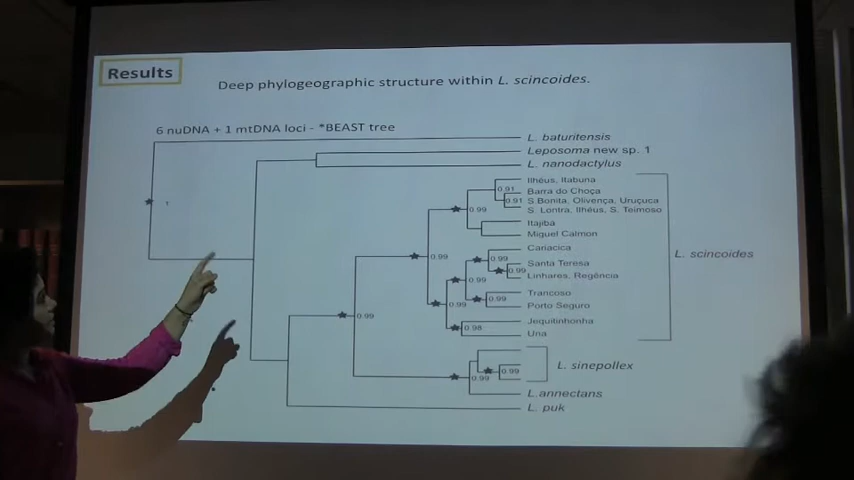 Results
Deep phylogeographic structure within L. scincoides.
6 nuDNA + 1 mtDNA loci - *BEAST tree
L. baturitensis
Leposoma new sp. 1
L. nanodactylus
Ilhéus, Itabuna
0.91
Barra do Choça
0.91
S.Bonita, Olivença, Uruçuca
0.99
S. Lontra, Ilhéus, S. Teimoso
1
Itajibá
Miguel Calmon
Cariacica
L. scincoides
0.99
0.99
Santa Teresa
0.99
Linhares, Regência
0.99
Trancoso
0.99
0.99
Porto Seguro
0.99
Jequitinhonha
0.98
Una
L. sinepollex
0.99
0.99
L.annectans
L. puk